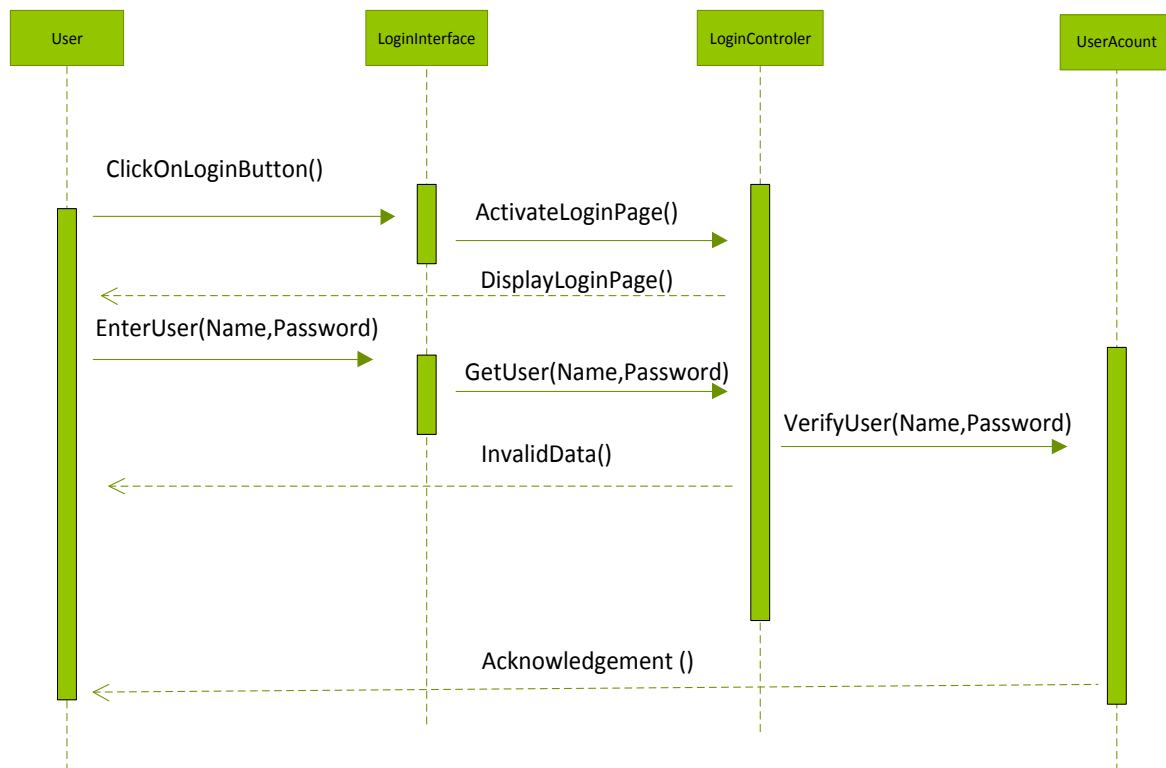 User
LoginInterface
LoginControler
UserAcount
ClickOnLoginButton()
ActivateLoginPage()
DisplayLoginPage()
EnterUser(Name,Password)
GetUser(Name,Password)
VerifyUser(Name,Password)
InvalidData()
Acknowledgement ()